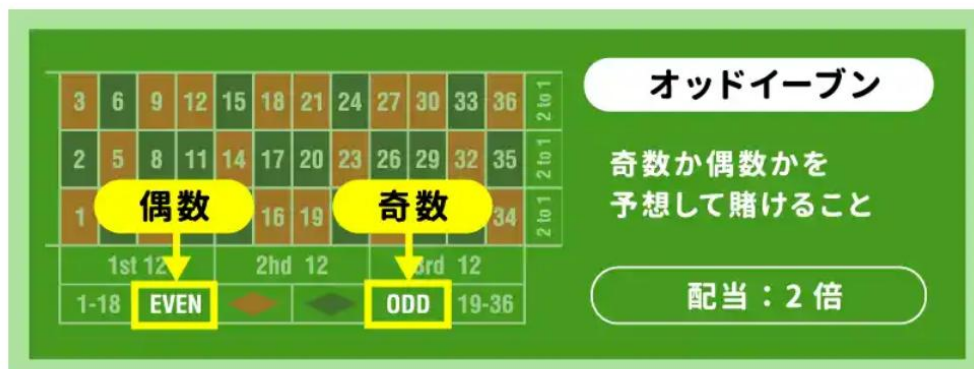 オッドイーブン
奇数か偶数かを
予想して賭けること
配当：2倍
3 6 9 12 15 18 21 24 27 30 33 36 2 to 1
2 5 8 11 14 17 20 23 26 29 32 35 2 to 1
偶数 奇数
1 16 19 34 2 to 1
1st 12 2hd 12 3rd 12
1-18 EVEN ODD 19-36